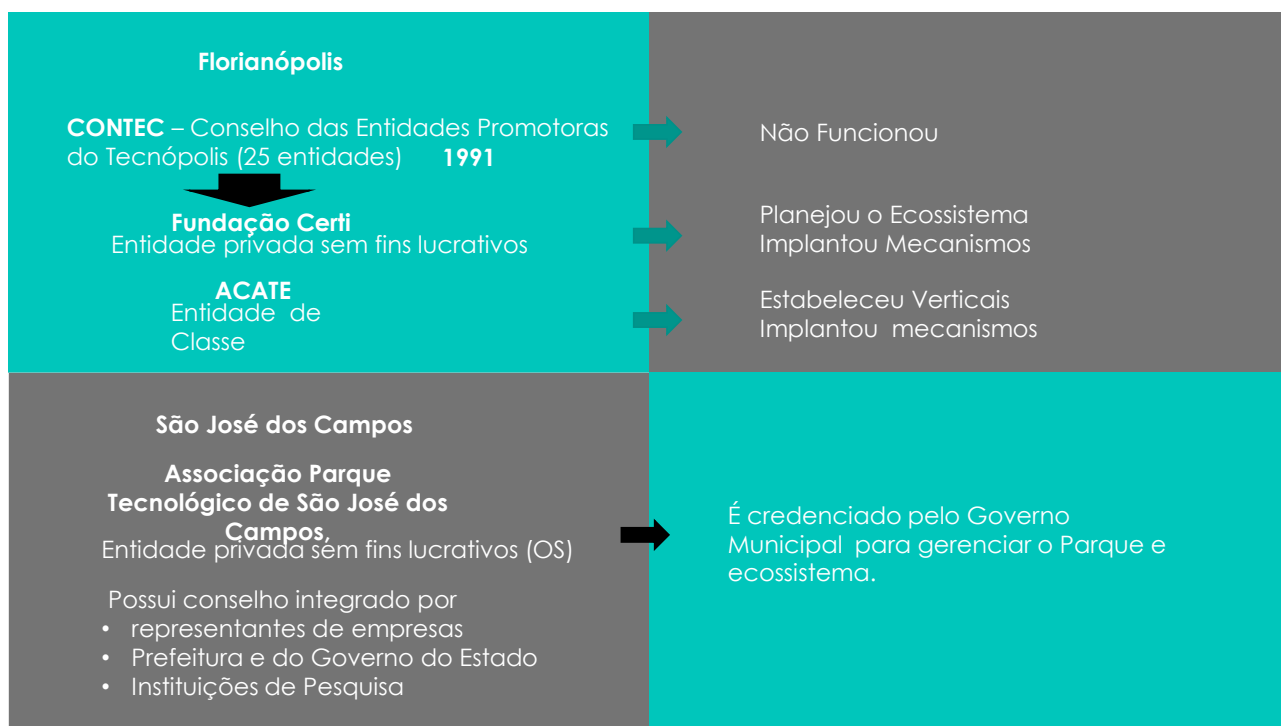 Florianópolis
CONTEC – Conselho das Entidades Promotoras
do Tecnópolis (25 entidades) 1991
Não Funcionou
Fundação Certi
Entidade privada sem fins lucrativos
Planejou o Ecossistema
Implantou Mecanismos
ACATE
Entidade de
Classe
Estabeleceu Verticais
Implantou mecanismos
São José dos Campos
Associação Parque
Tecnológico de São José dos
Campos,
Entidade privada sem fins lucrativos (OS)
Possui conselho integrado por
• representantes de empresas
• Prefeitura e do Governo do Estado
• Instituições de Pesquisa
É credenciado pelo Governo
Municipal para gerenciar o Parque e
ecossistema.